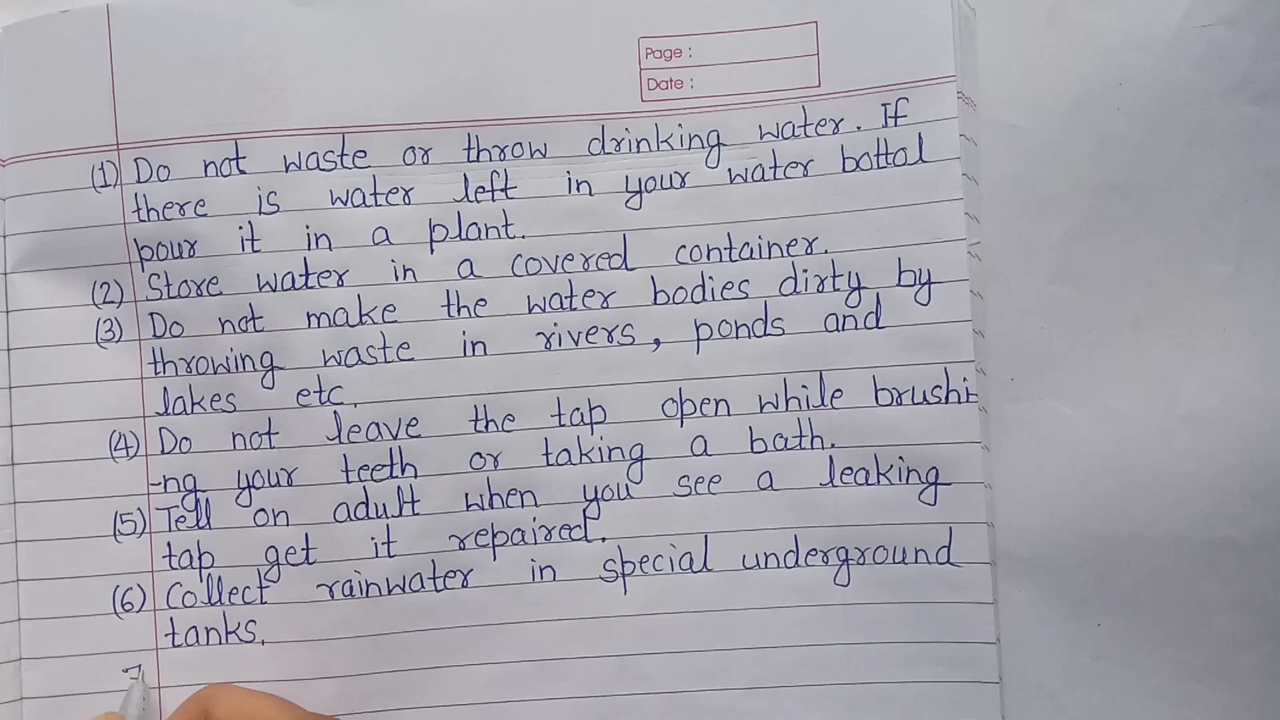 Page :
Date :
(1) Do not waste or throw drinking water. If
there is water left in your water bottol
pour it in a plant.
(2) Store water in a covered container.
(3) Do not make the water bodies dirty by
throwing waste in rivers, ponds and
lakes etc.
(4) Do not leave the tap open while brushi
-ng your teeth or taking a bath.
(5) Tell on adult when you see a leaking
tap get it repaired.
(6) Collect rainwater in special underground
tanks.